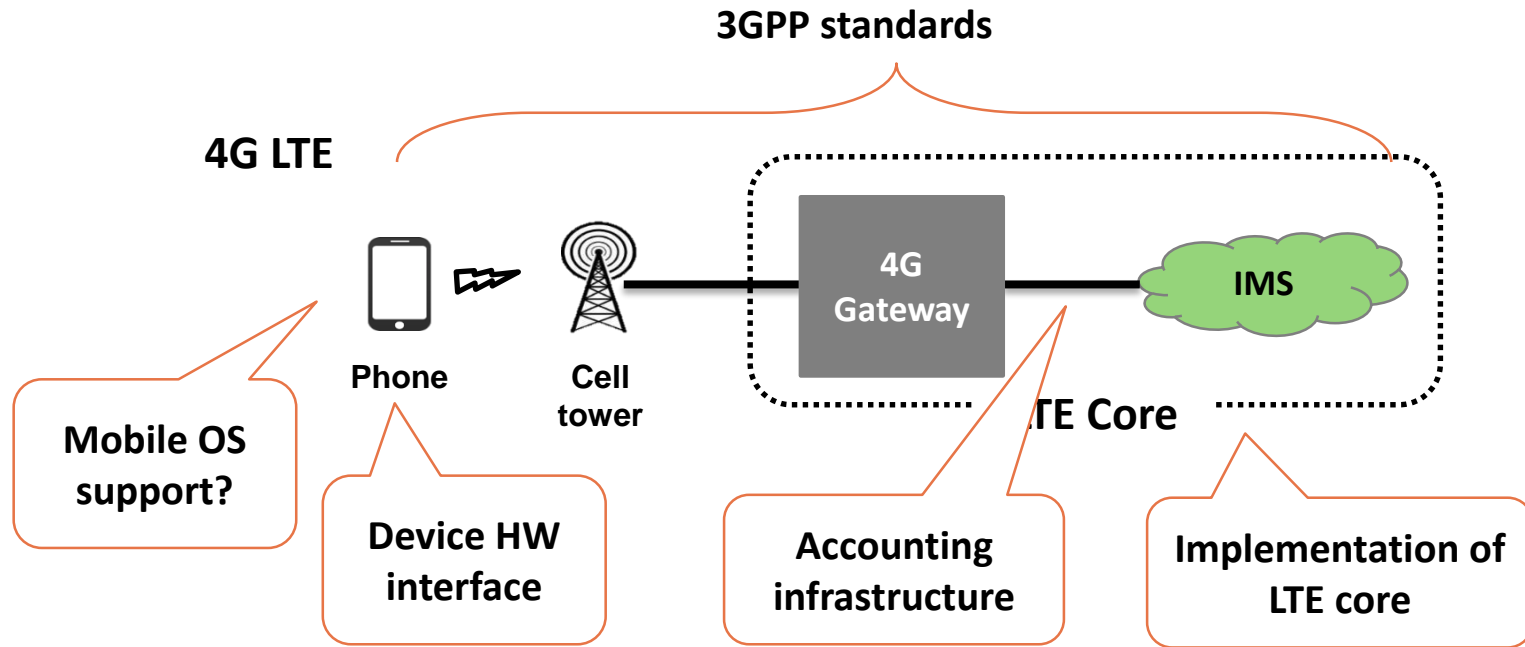 3GPP standards
4G LTE
4G
Gateway
IMS
Phone
Cell
tower
TE Core
Mobile OS
support?
Device HW
interface
Accounting
infrastructure
Implementation of
LTE core